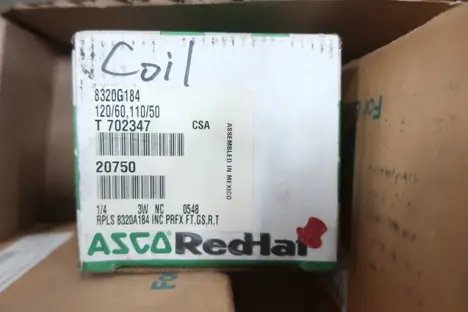 Coil
8320G184
120/60,110/50
T 702347 CSA
20750
ASSEMBLED IN MEXICO
1/4 3W NC 0548
RPLS 8320A184 INC PRFX FT,GS,R,T
ASCO RedHat